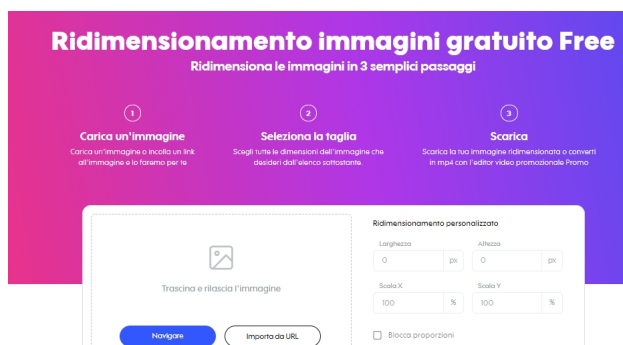 Ridimensionamento immagini gratuito Free
Ridimensiona le immagini in 3 semplici passaggi
1
Carica un'immagine
Carica un'immagine o incolla un link
all'immagine e lo faremo per te
2
Seleziona la taglia
Scegli tutte le dimensioni dell'immagine che
desideri dall'elenco sottostante
3
Scarica
Scarica la tua immagine ridimensionata o converti
in mp4 con l'editor video promozionale Promo
Trascina e rilascia l'immagine
Navigare
Importa da URL
Ridimensionamento personalizzato
Larghezza
Altezza
0 px
0 px
Scala X
Scala Y
100 %
100 %
Blocca proporzioni